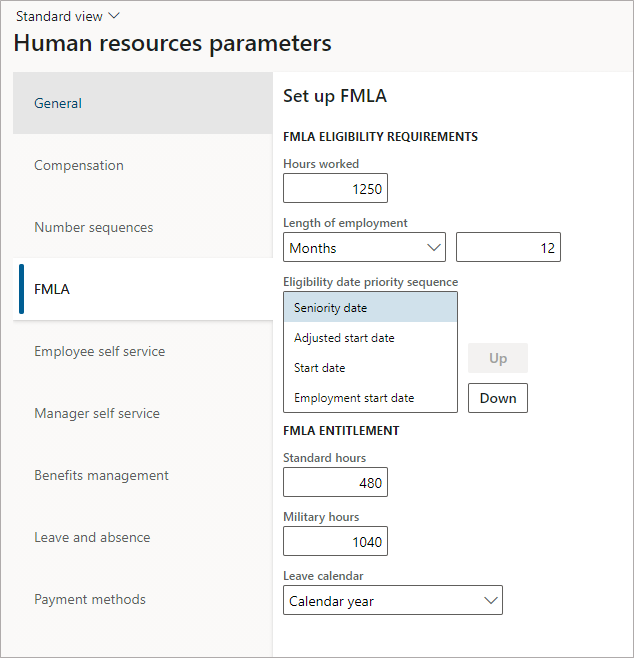 Standard view
Human resources parameters
General
Compensation
Number sequences
FMLA
Employee self service
Manager self service
Benefits management
Leave and absence
Payment methods
Set up FMLA
FMLA ELIGIBILITY REQUIREMENTS
Hours worked
1250
Length of employment
Months 12
Eligibility date priority sequence
Seniority date
Adjusted start date
Start date
Employment start date
Up
Down
FMLA ENTITLEMENT
Standard hours
480
Military hours
1040
Leave calendar
Calendar year